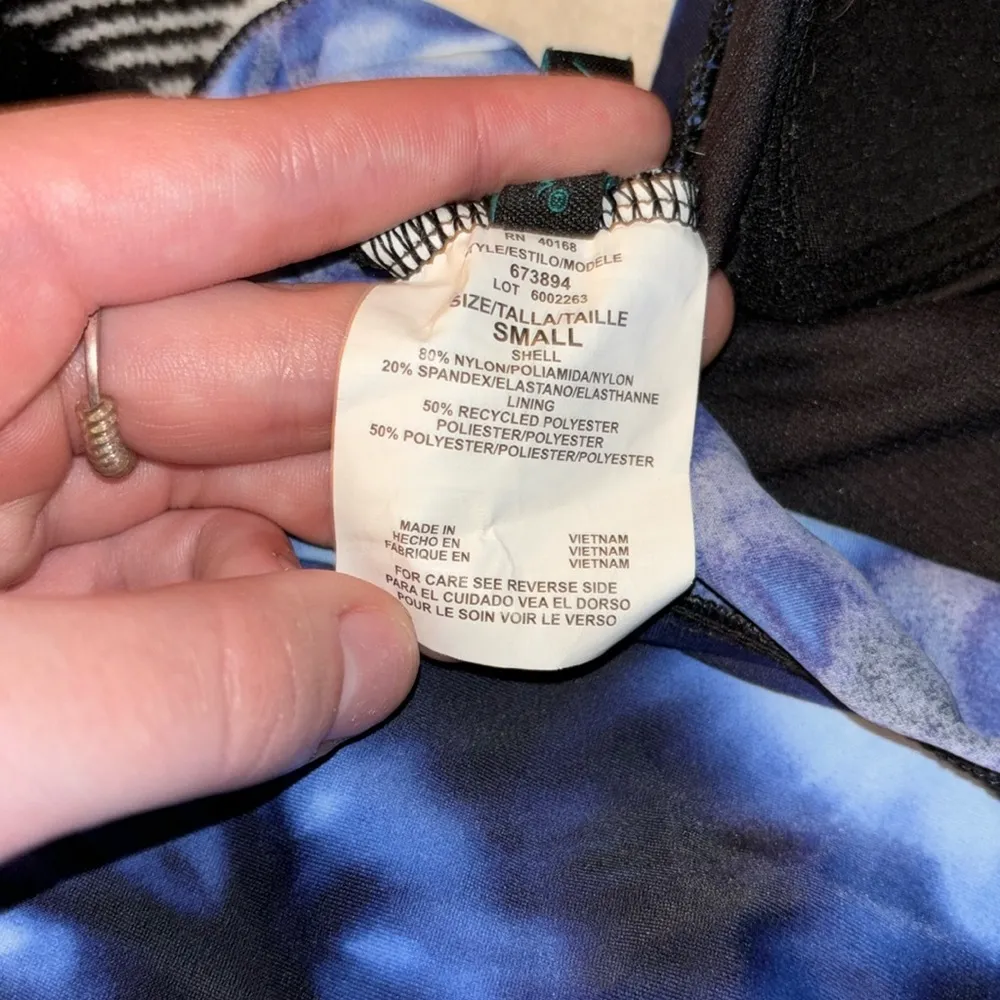 RN 40168
YLE/ESTILO/MODELE
673894
LOT 6002263
SIZE/TALLA/TAILLE
SMALL
SHELL
80% NYLON/POLIAMIDA/NYLON
20% SPANDEX/ELASTANO/ELASTHANNE
LINING
50% RECYCLED POLYESTER
POLIESTER/POLYESTER
50% POLYESTER/POLIESTER/POLYESTER
MADE IN VIETNAM
HECHO EN VIETNAM
FABRIQUE EN VIETNAM
FOR CARE SEE REVERSE SIDE
PARA EL CUIDADO VEA EL DORSO
POUR LE SOIN VOIR LE VERSO